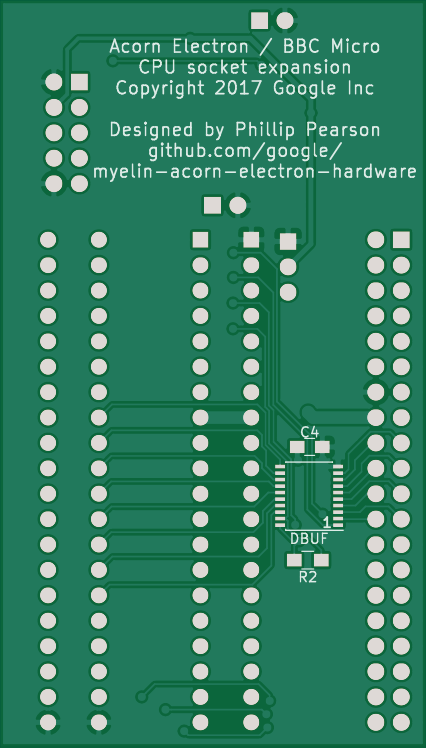 Acorn Electron / BBC Micro
CPU socket expansion
Copyright 2017 Google Inc
Designed by Phillip Pearson
github.com/google/
myelin-acorn-electron-hardware
C4
1
DBUF
R2